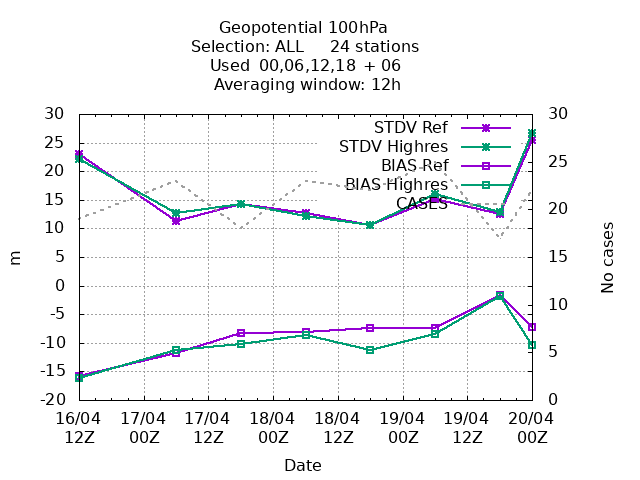 Geopotential 100hPa
Selection: ALL     24 stations
Used  00,06,12,18 + 06
Averaging window: 12h
30
25
20
15
10
5
0
-5
-10
-15
-20
m
30
25
20
15
10
5
0
No cases
STDV Ref
STDV Highres
BIAS Ref
BIAS Highres
CASES
16/04 17/04 17/04 18/04 18/04 19/04 19/04 20/04
12Z 00Z 12Z 00Z 12Z 00Z 12Z 00Z
Date